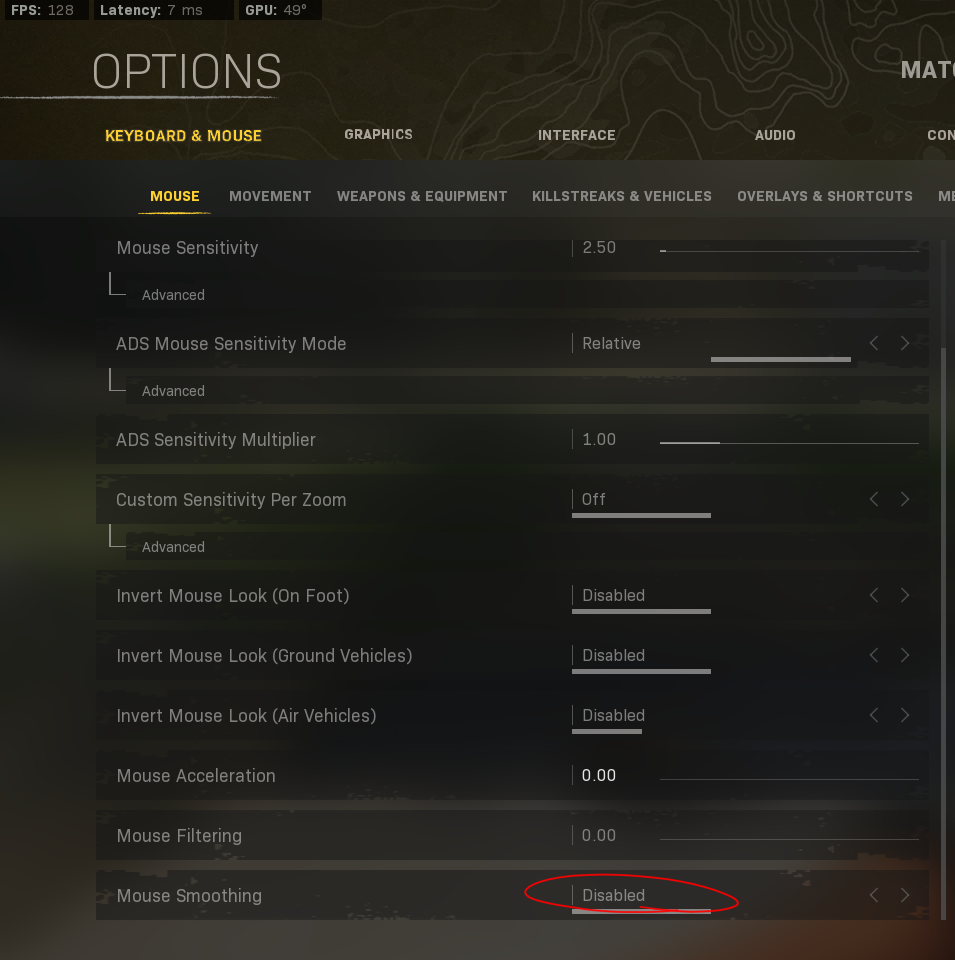 FPS: 128 Latency: 7 ms GPU: 49°
OPTIONS
MATC
KEYBOARD & MOUSE GRAPHICS INTERFACE AUDIO CON
MOUSE MOVEMENT WEAPONS & EQUIPMENT KILLSTREAKS & VEHICLES OVERLAYS & SHORTCUTS ME
Mouse Sensitivity 2.50
Advanced
ADS Mouse Sensitivity Mode Relative
Advanced
ADS Sensitivity Multiplier 1.00
Custom Sensitivity Per Zoom Off
Advanced
Invert Mouse Look (On Foot) Disabled
Invert Mouse Look (Ground Vehicles) Disabled
Invert Mouse Look (Air Vehicles) Disabled
Mouse Acceleration 0.00
Mouse Filtering 0.00
Mouse Smoothing Disabled